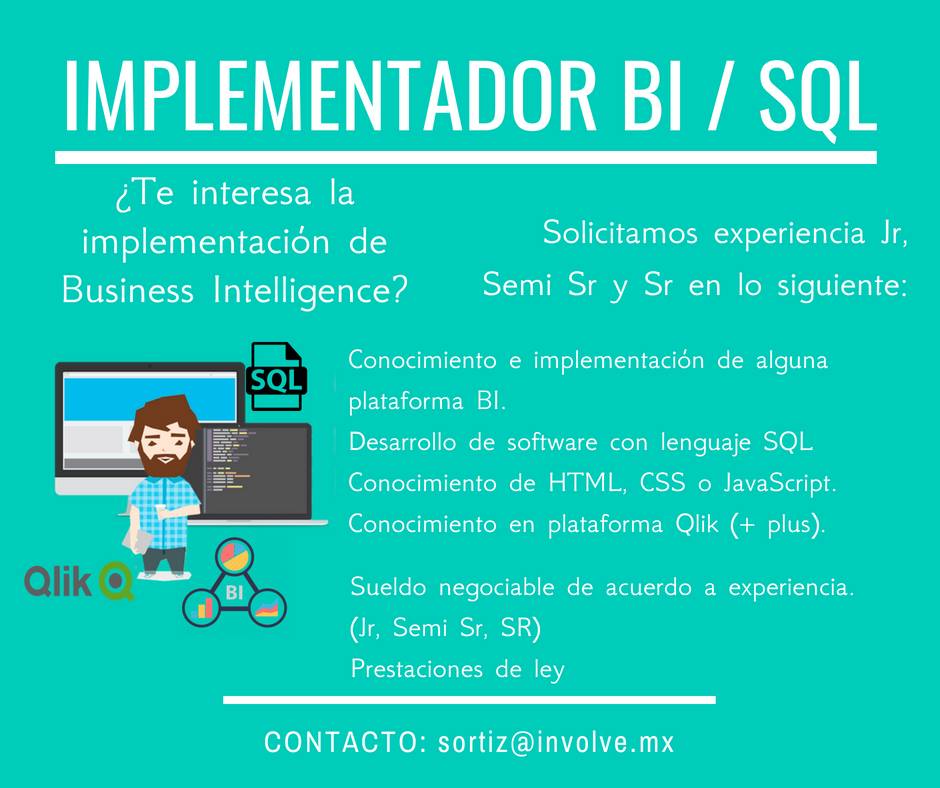 IMPLEMENTADOR BI / SQL
¿Te interesa la
implementación de
Business Intelligence?
Solicitamos experiencia Jr,
Semi Sr y Sr en lo siguiente:
SQL
Conocimiento e implementación de alguna
plataforma BI.
Desarrollo de software con lenguaje SQL
Conocimiento de HTML, CSS o JavaScript.
Conocimiento en plataforma Qlik (+ plus).
Qlik
BI
Sueldo negociable de acuerdo a experiencia.
(Jr, Semi Sr, SR)
Prestaciones de ley
CONTACTO: sortiz@involve.mx